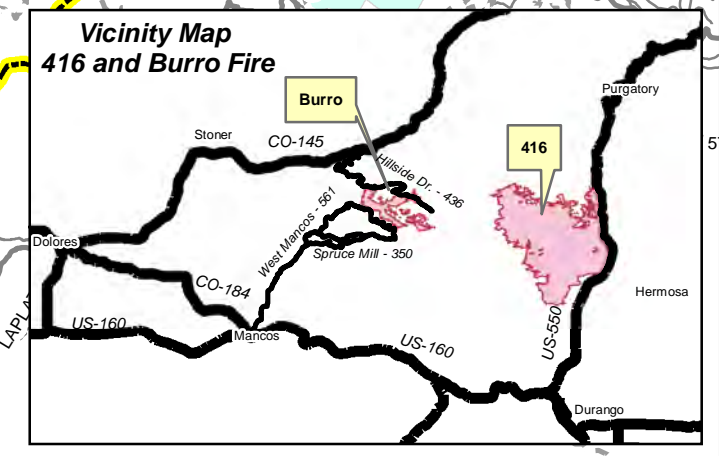 Vicinity Map
416 and Burro Fire
Burro
Purgatory
Stoner
CO-145
416
Hillside Dr. - 436
West Mancos - 561
Dolores
Spruce Mill - 350
CO-184
Hermosa
US-160
Mancos
US-160
US-550
Durango